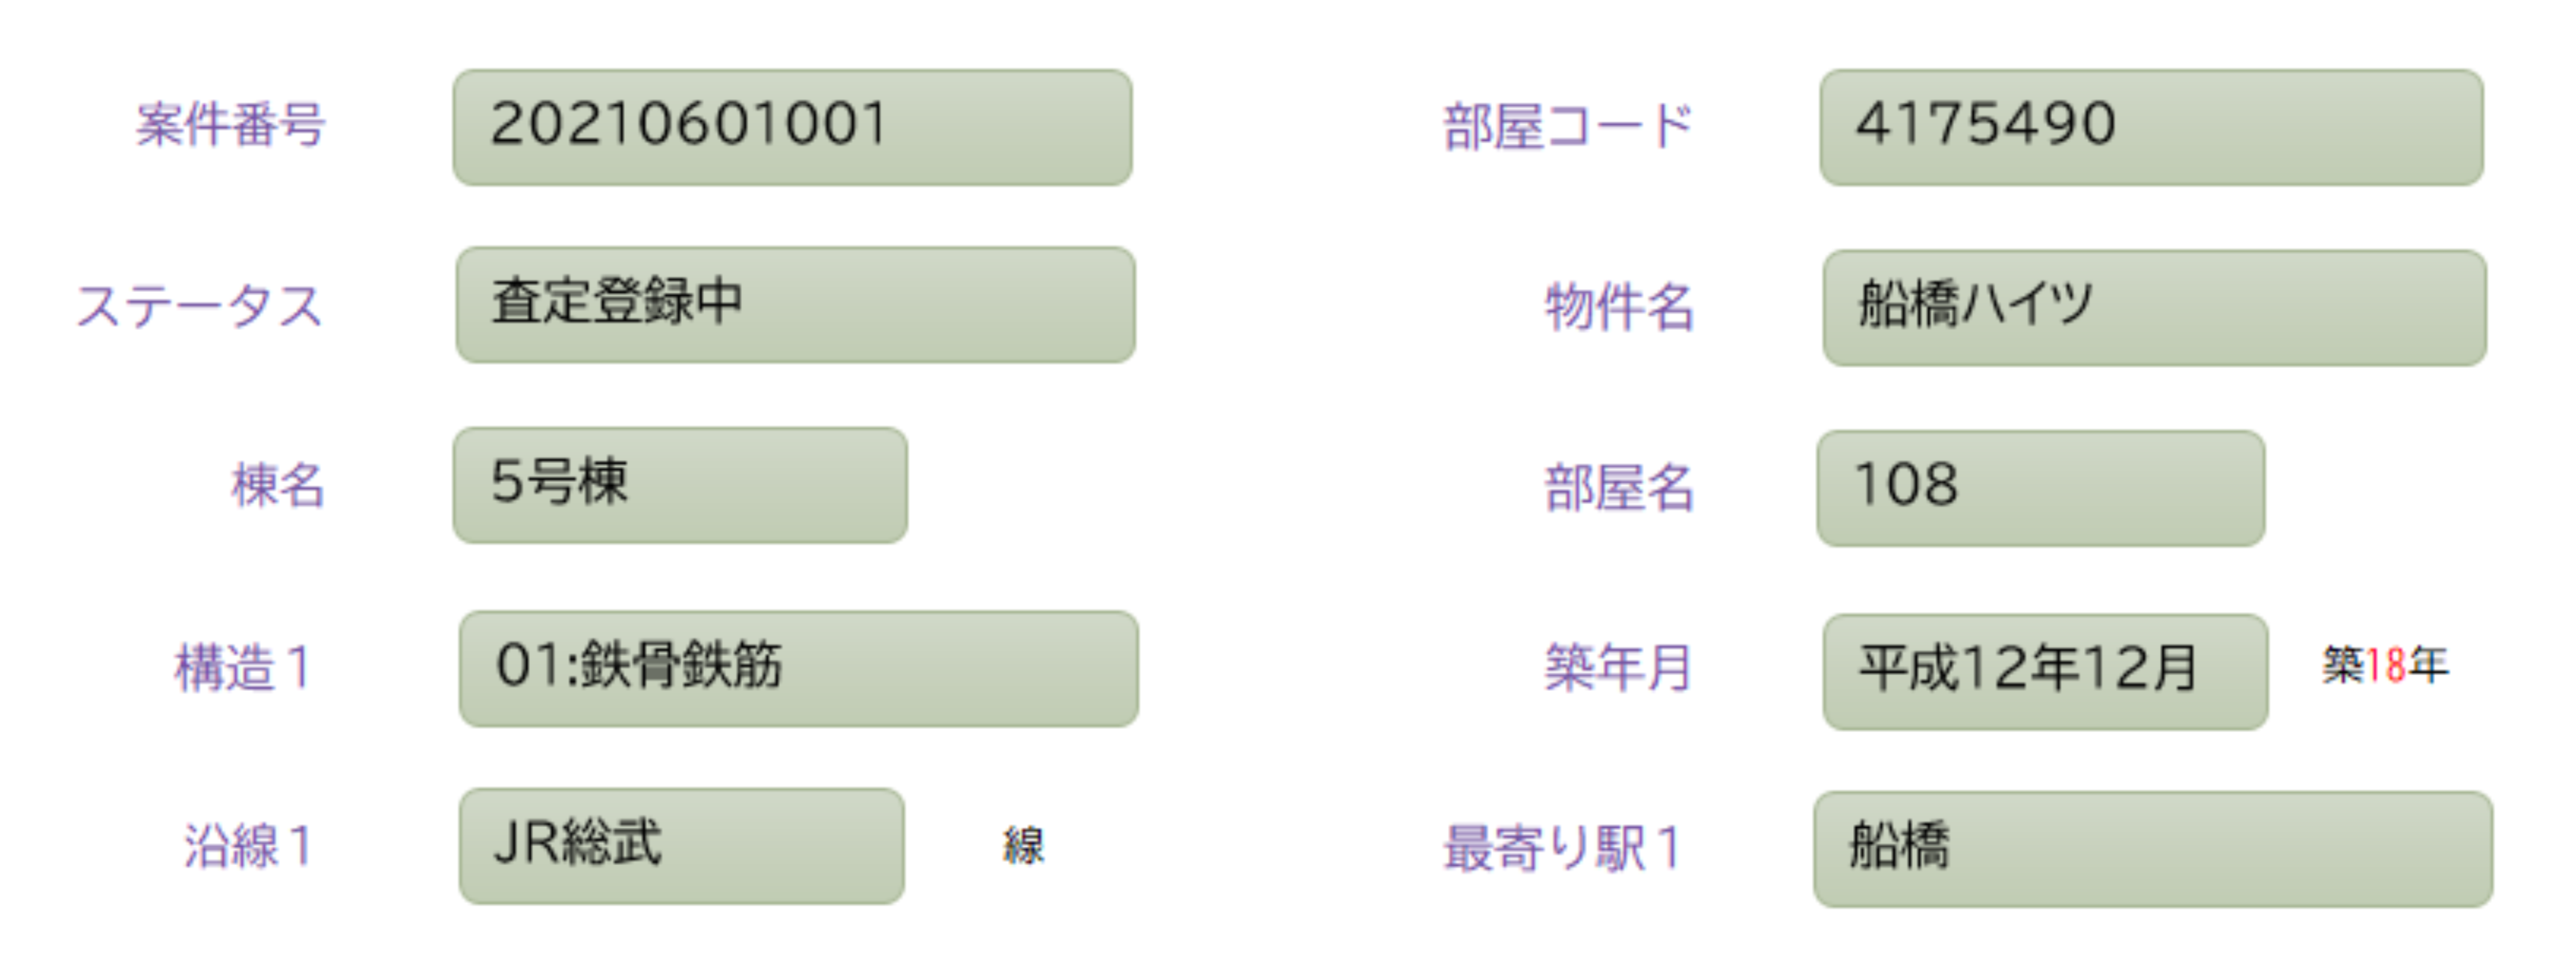 案件番号 20210601001 部屋コード 4175490
ステータス 査定登録中 物件名 船橋ハイツ
棟名 5号棟 部屋名 108
構造1 01:鉄骨鉄筋 築年月 平成12年12月 築18年
沿線1 JR総武 線 最寄り駅1 船橋